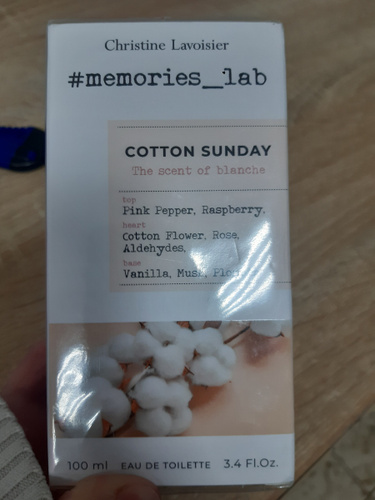 Christine Lavoisier
#memories_lab
COTTON SUNDAY
The scent of blanche
top
Pink Pepper, Raspberry,
heart
Cotton Flower, Rose,
Aldehydes,
base
Vanilla, Musk,
100 ml EAU DE TOILETTE 3.4 Fl.Oz.